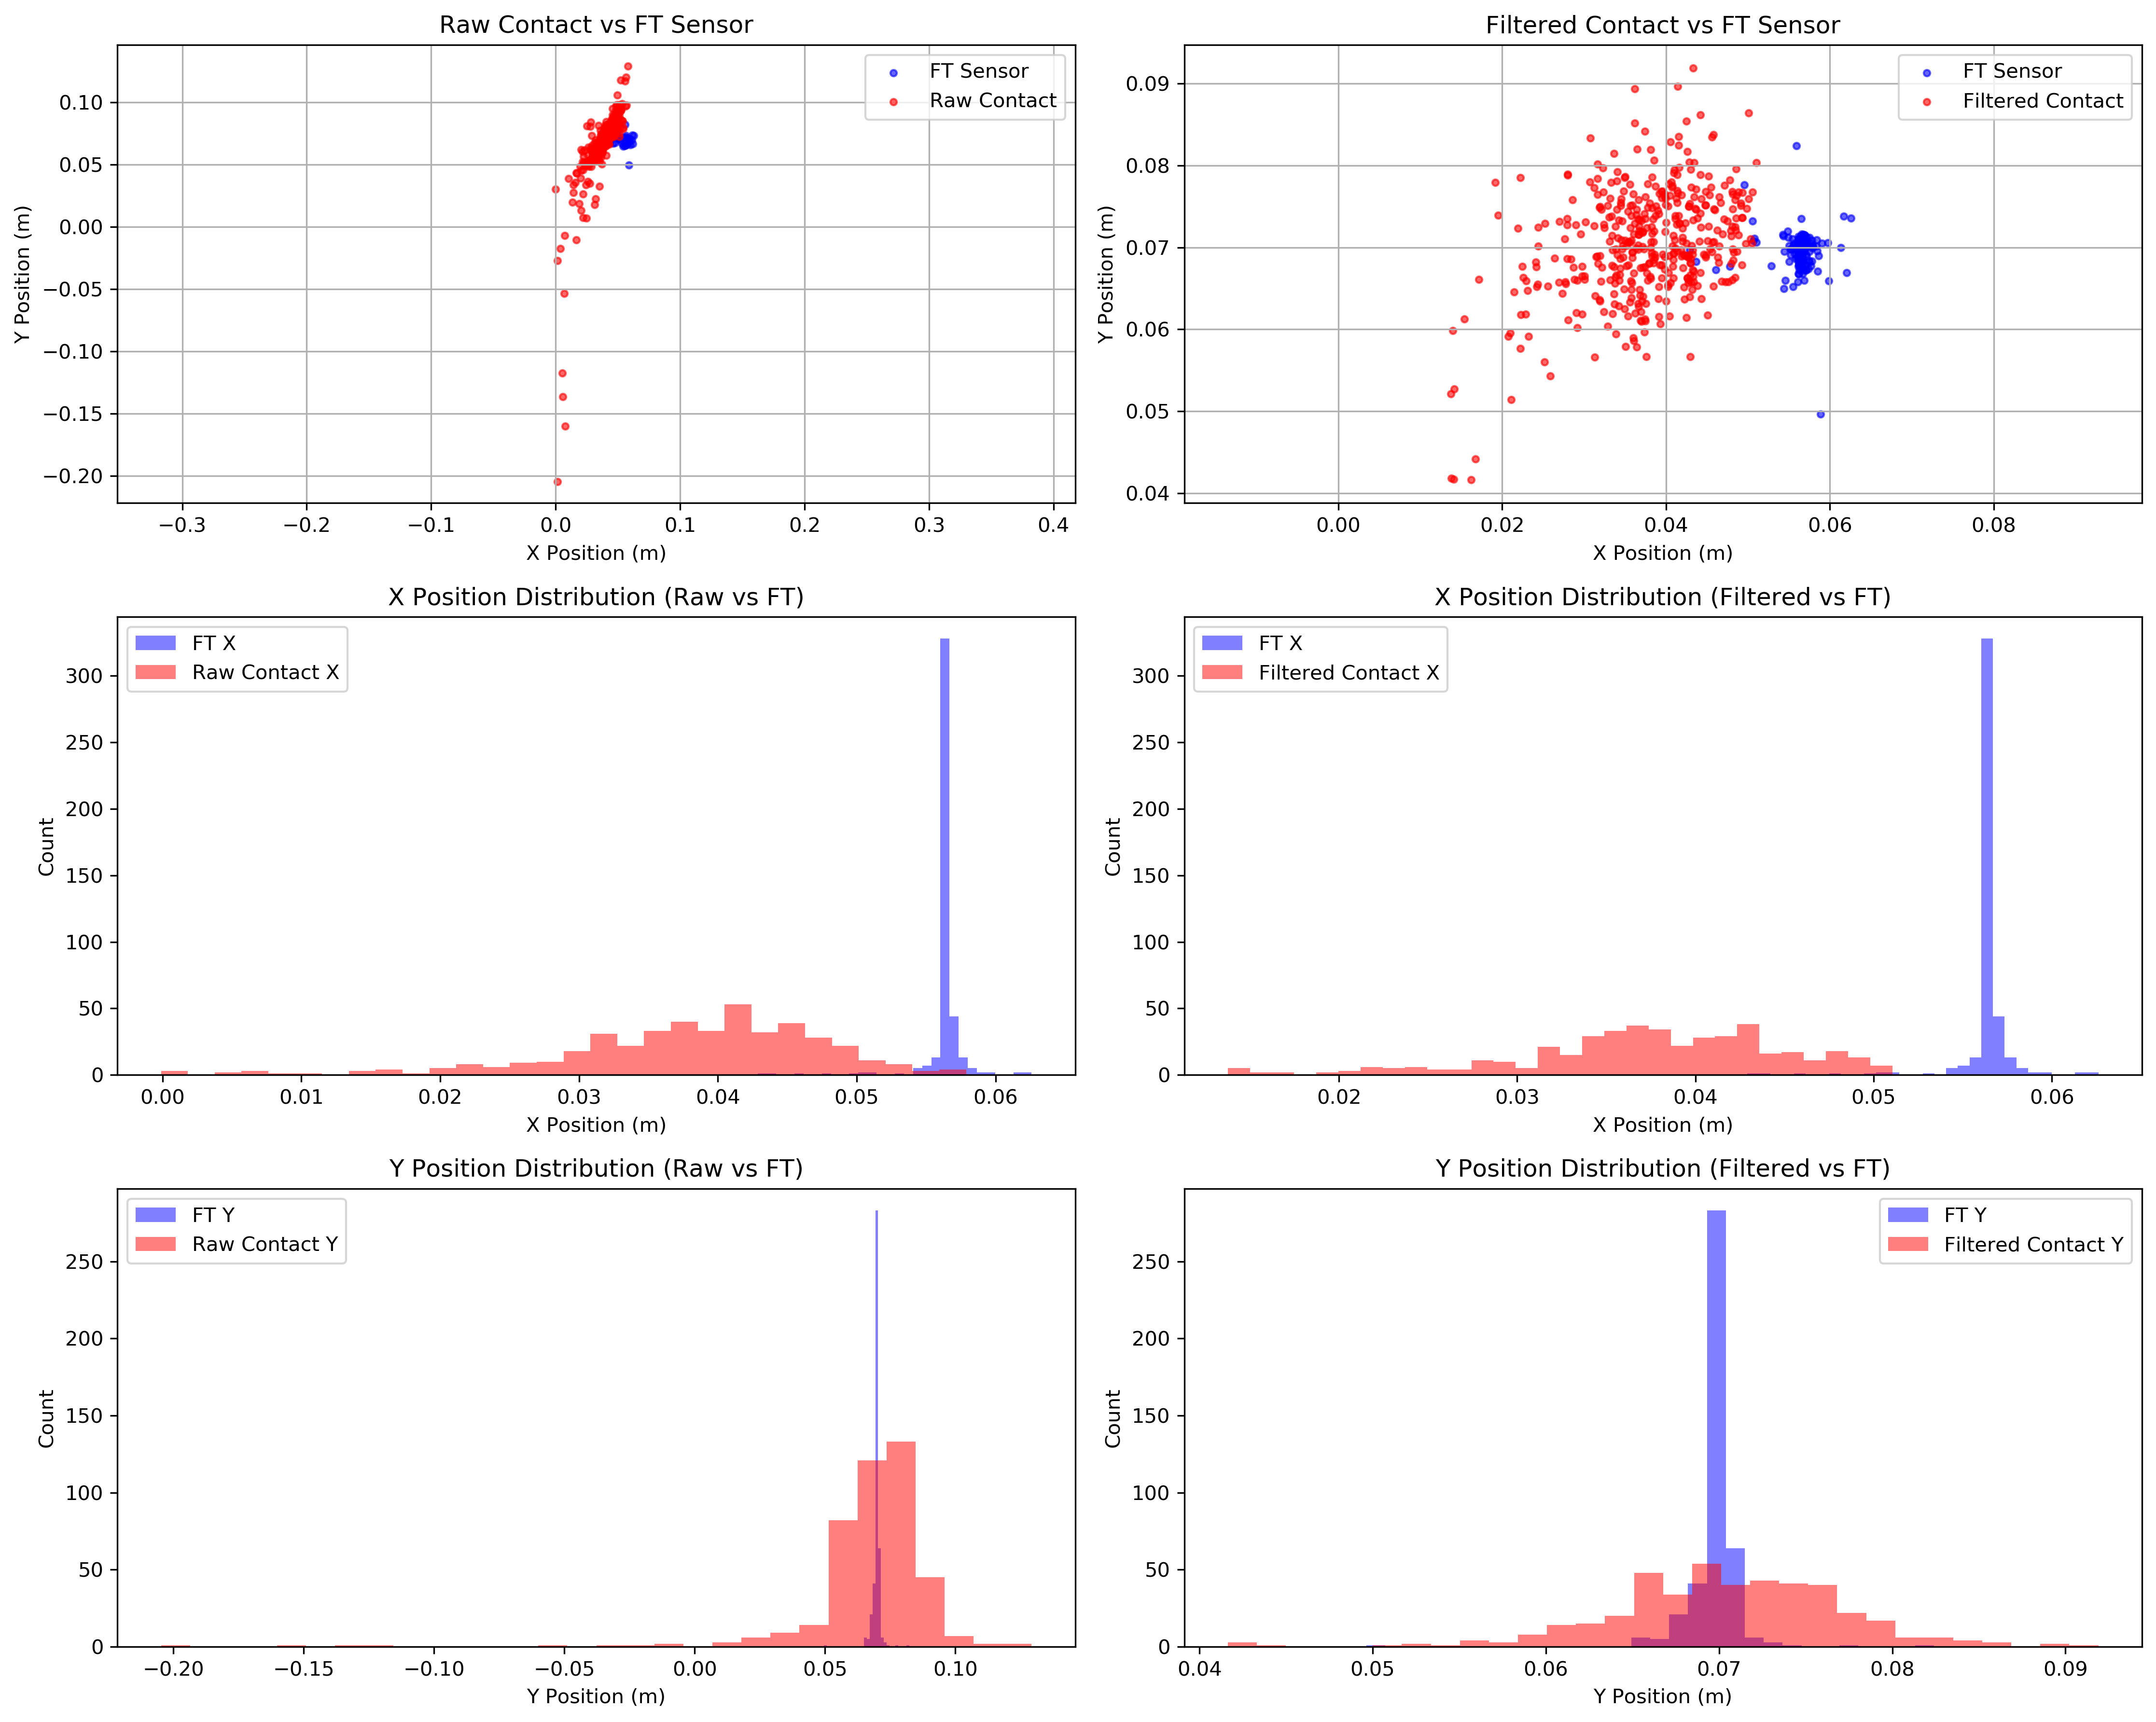 Raw Contact vs FT Sensor
FT Sensor
Raw Contact
0.10
0.05
0.00
−0.05
−0.10
−0.15
−0.20
Y Position (m)
−0.3
−0.2
−0.1
0.0
0.1
0.2
0.3
0.4
X Position (m)
Filtered Contact vs FT Sensor
FT Sensor
Filtered Contact
0.09
0.08
0.07
0.06
0.05
0.04
Y Position (m)
0.00
0.02
0.04
0.06
0.08
X Position (m)
X Position Distribution (Raw vs FT)
FT X
Raw Contact X
300
250
200
150
100
50
0
Count
0.00
0.01
0.02
0.03
0.04
0.05
0.06
X Position (m)
X Position Distribution (Filtered vs FT)
FT X
Filtered Contact X
300
250
200
150
100
50
0
Count
0.02
0.03
0.04
0.05
0.06
X Position (m)
Y Position Distribution (Raw vs FT)
FT Y
Raw Contact Y
250
200
150
100
50
0
Count
−0.20
−0.15
−0.10
−0.05
0.00
0.05
0.10
Y Position (m)
Y Position Distribution (Filtered vs FT)
FT Y
Filtered Contact Y
250
200
150
100
50
0
Count
0.04
0.05
0.06
0.07
0.08
0.09
Y Position (m)